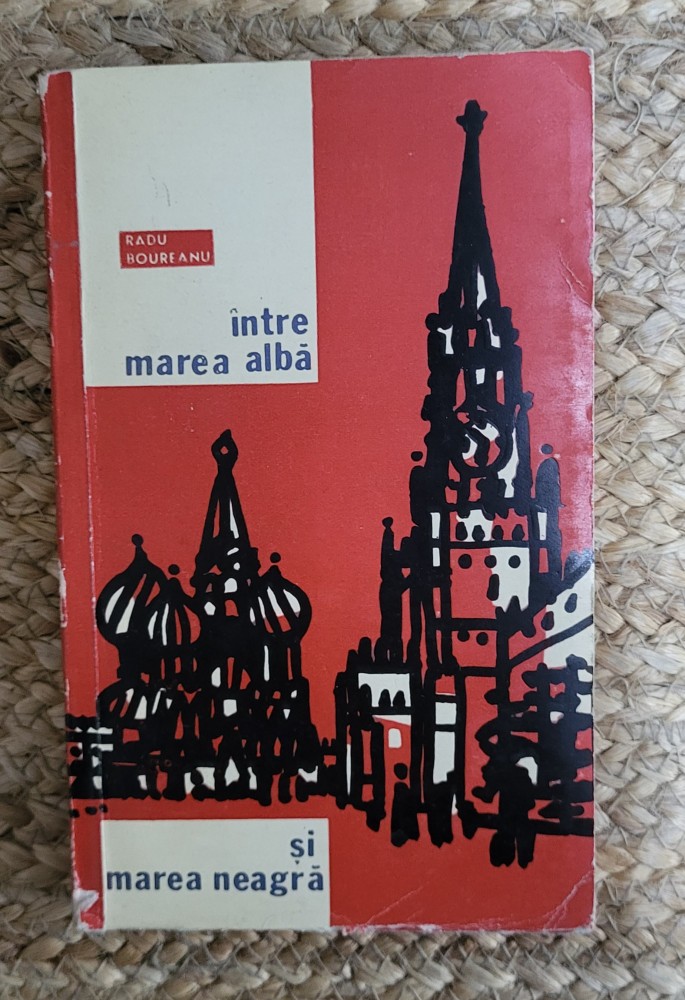 RADU
BOUREANU
între
marea albă
și
marea neagră